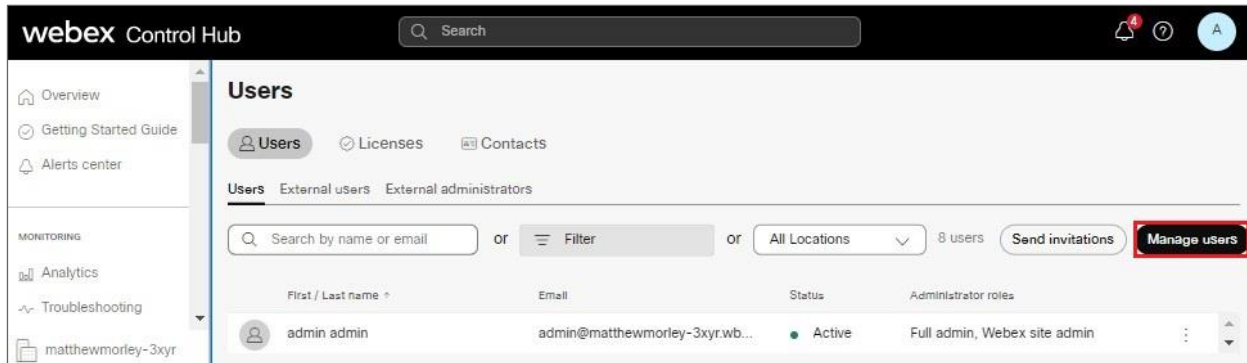 webex Control Hub
Search
4
A
Overview
Getting Started Guide
Alerts center
MONITORING
Analytics
Troubleshooting
matthewmorley-3xyr
Users
Users Licenses Contacts
Users External users External administrators
Search by name or email or Filter or All Locations 8 users Send invitations Manage users
First / Last name ↑ Email Status Administrator roles
admin admin admin@matthewmorley-3xyr.wb... Active Full admin, Webex site admin